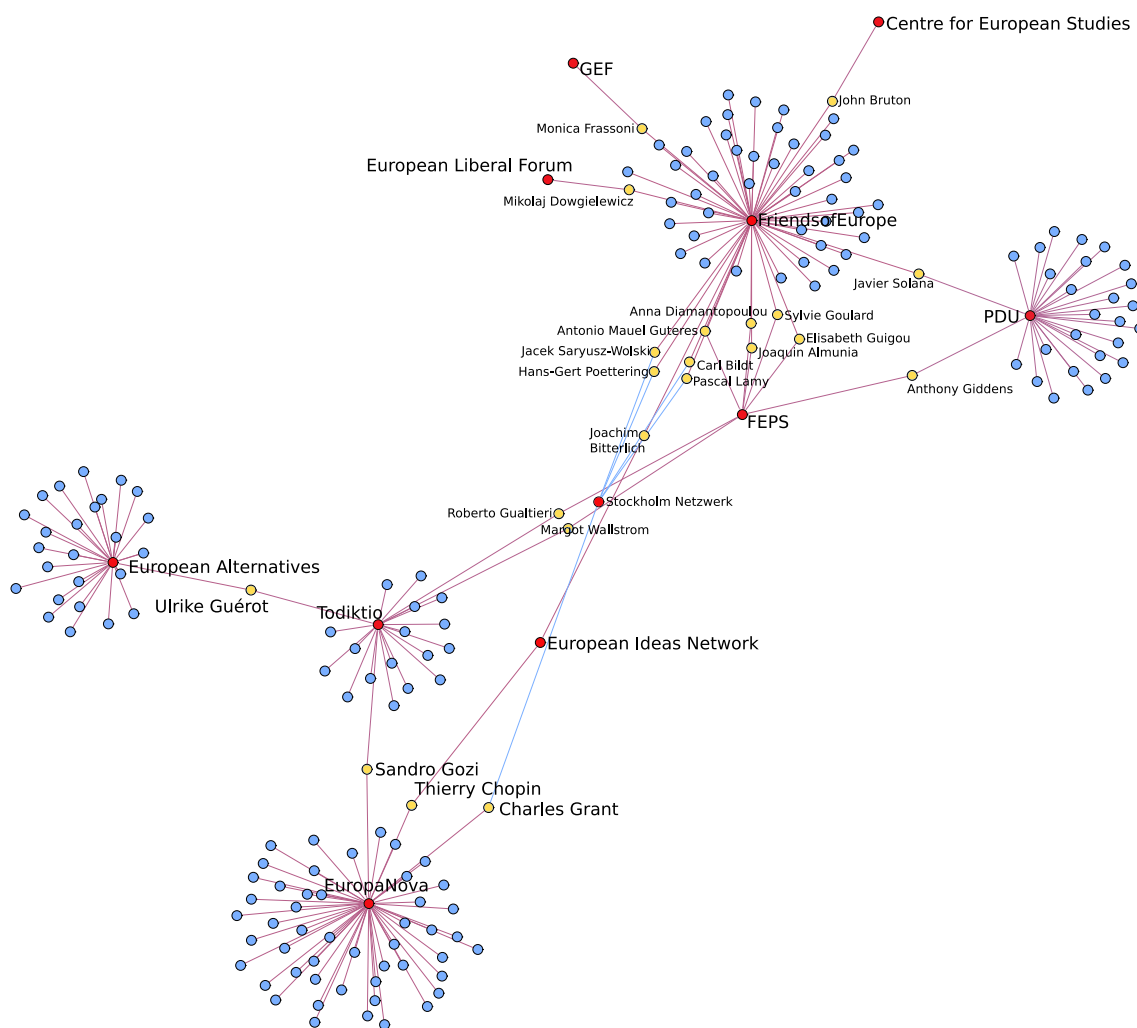 Centre for European Studies
GEF
John Bruton
Monica Frassoni
European Liberal Forum
Mikolaj Dowgielewicz
FriendsofEurope
Javier Solana
Anna Diamantopoulou
Sylvie Goulard
PDU
Antonio Mauel Guteres
Elisabeth Guigou
Jacek Saryusz-Wolski
Joaquin Almunia
Carl Bildt
Hans-Gert Poettering
Pascal Lamy
Anthony Giddens
FEPS
Joachim
Bitterlich
Stockholm Netzwerk
Roberto Gualtieri
Margot Wallstrom
European Alternatives
Ulrike Guérot
Todiktio
European Ideas Network
Sandro Gozi
Thierry Chopin
Charles Grant
EuropaNova